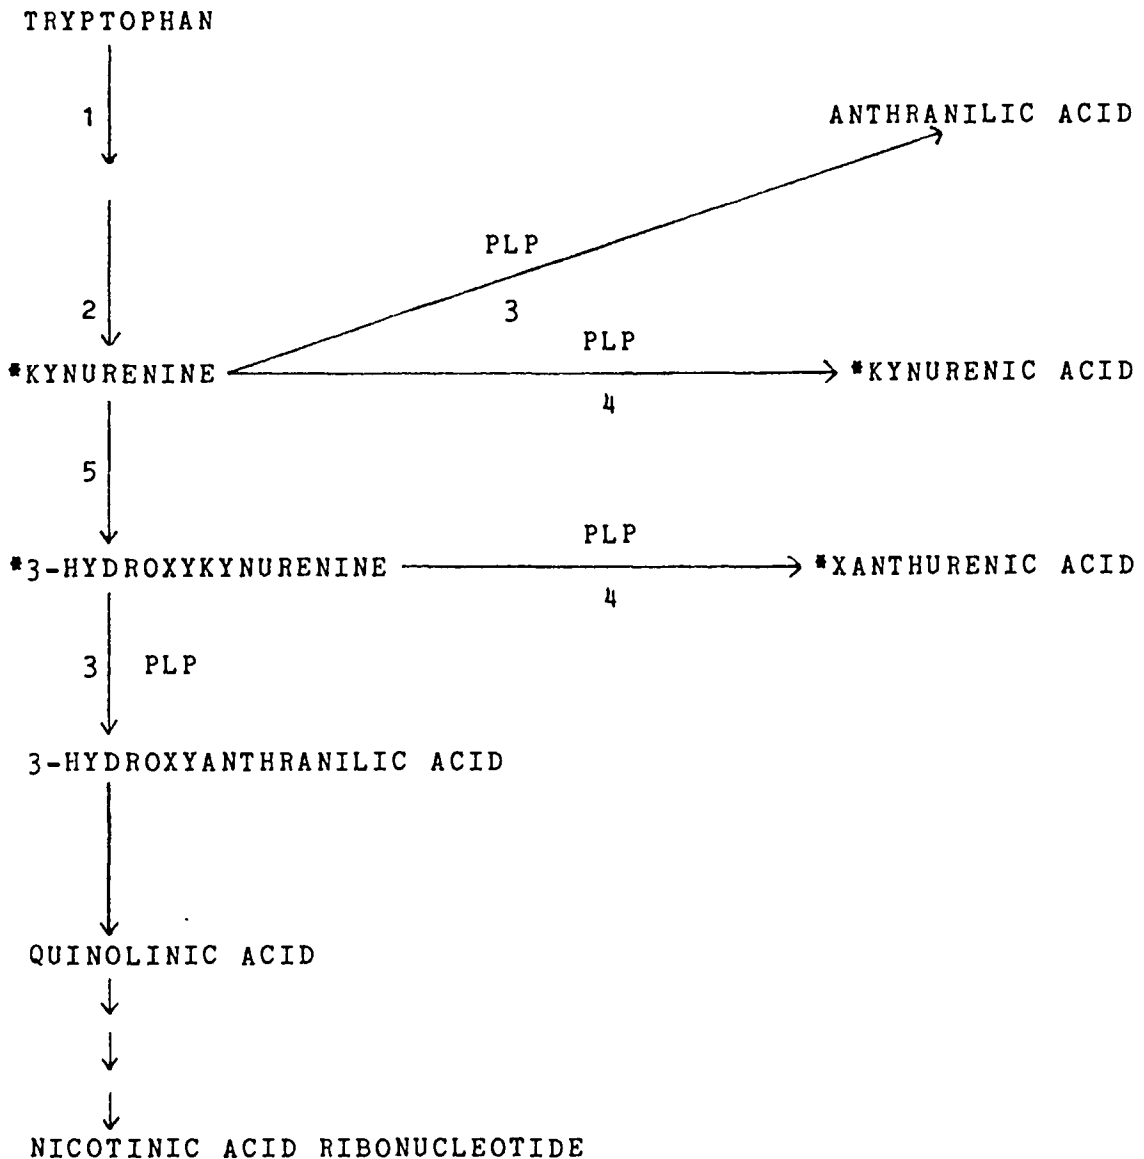 TRYPTOPHAN
1
ANTHRANILIC ACID
PLP
2
3
PLP
*KYNURENINE
*KYNURENIC ACID
4
5
PLP
*3-HYDROXYKYNURENINE
*XANTHURENIC ACID
4
3 PLP
3-HYDROXYANTHRANILIC ACID
QUINOLINIC ACID
NICOTINIC ACID RIBONUCLEOTIDE